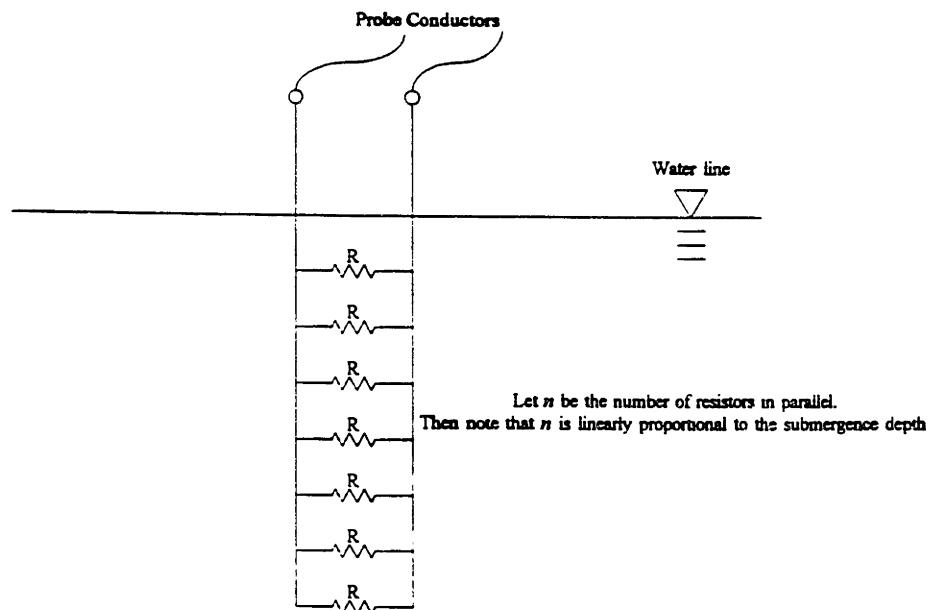 Probe Conductors
Water line
R
R
R
R
Let n be the number of resistors in parallel.
Then note that n is linearly proportional to the submergence depth
R
R
R